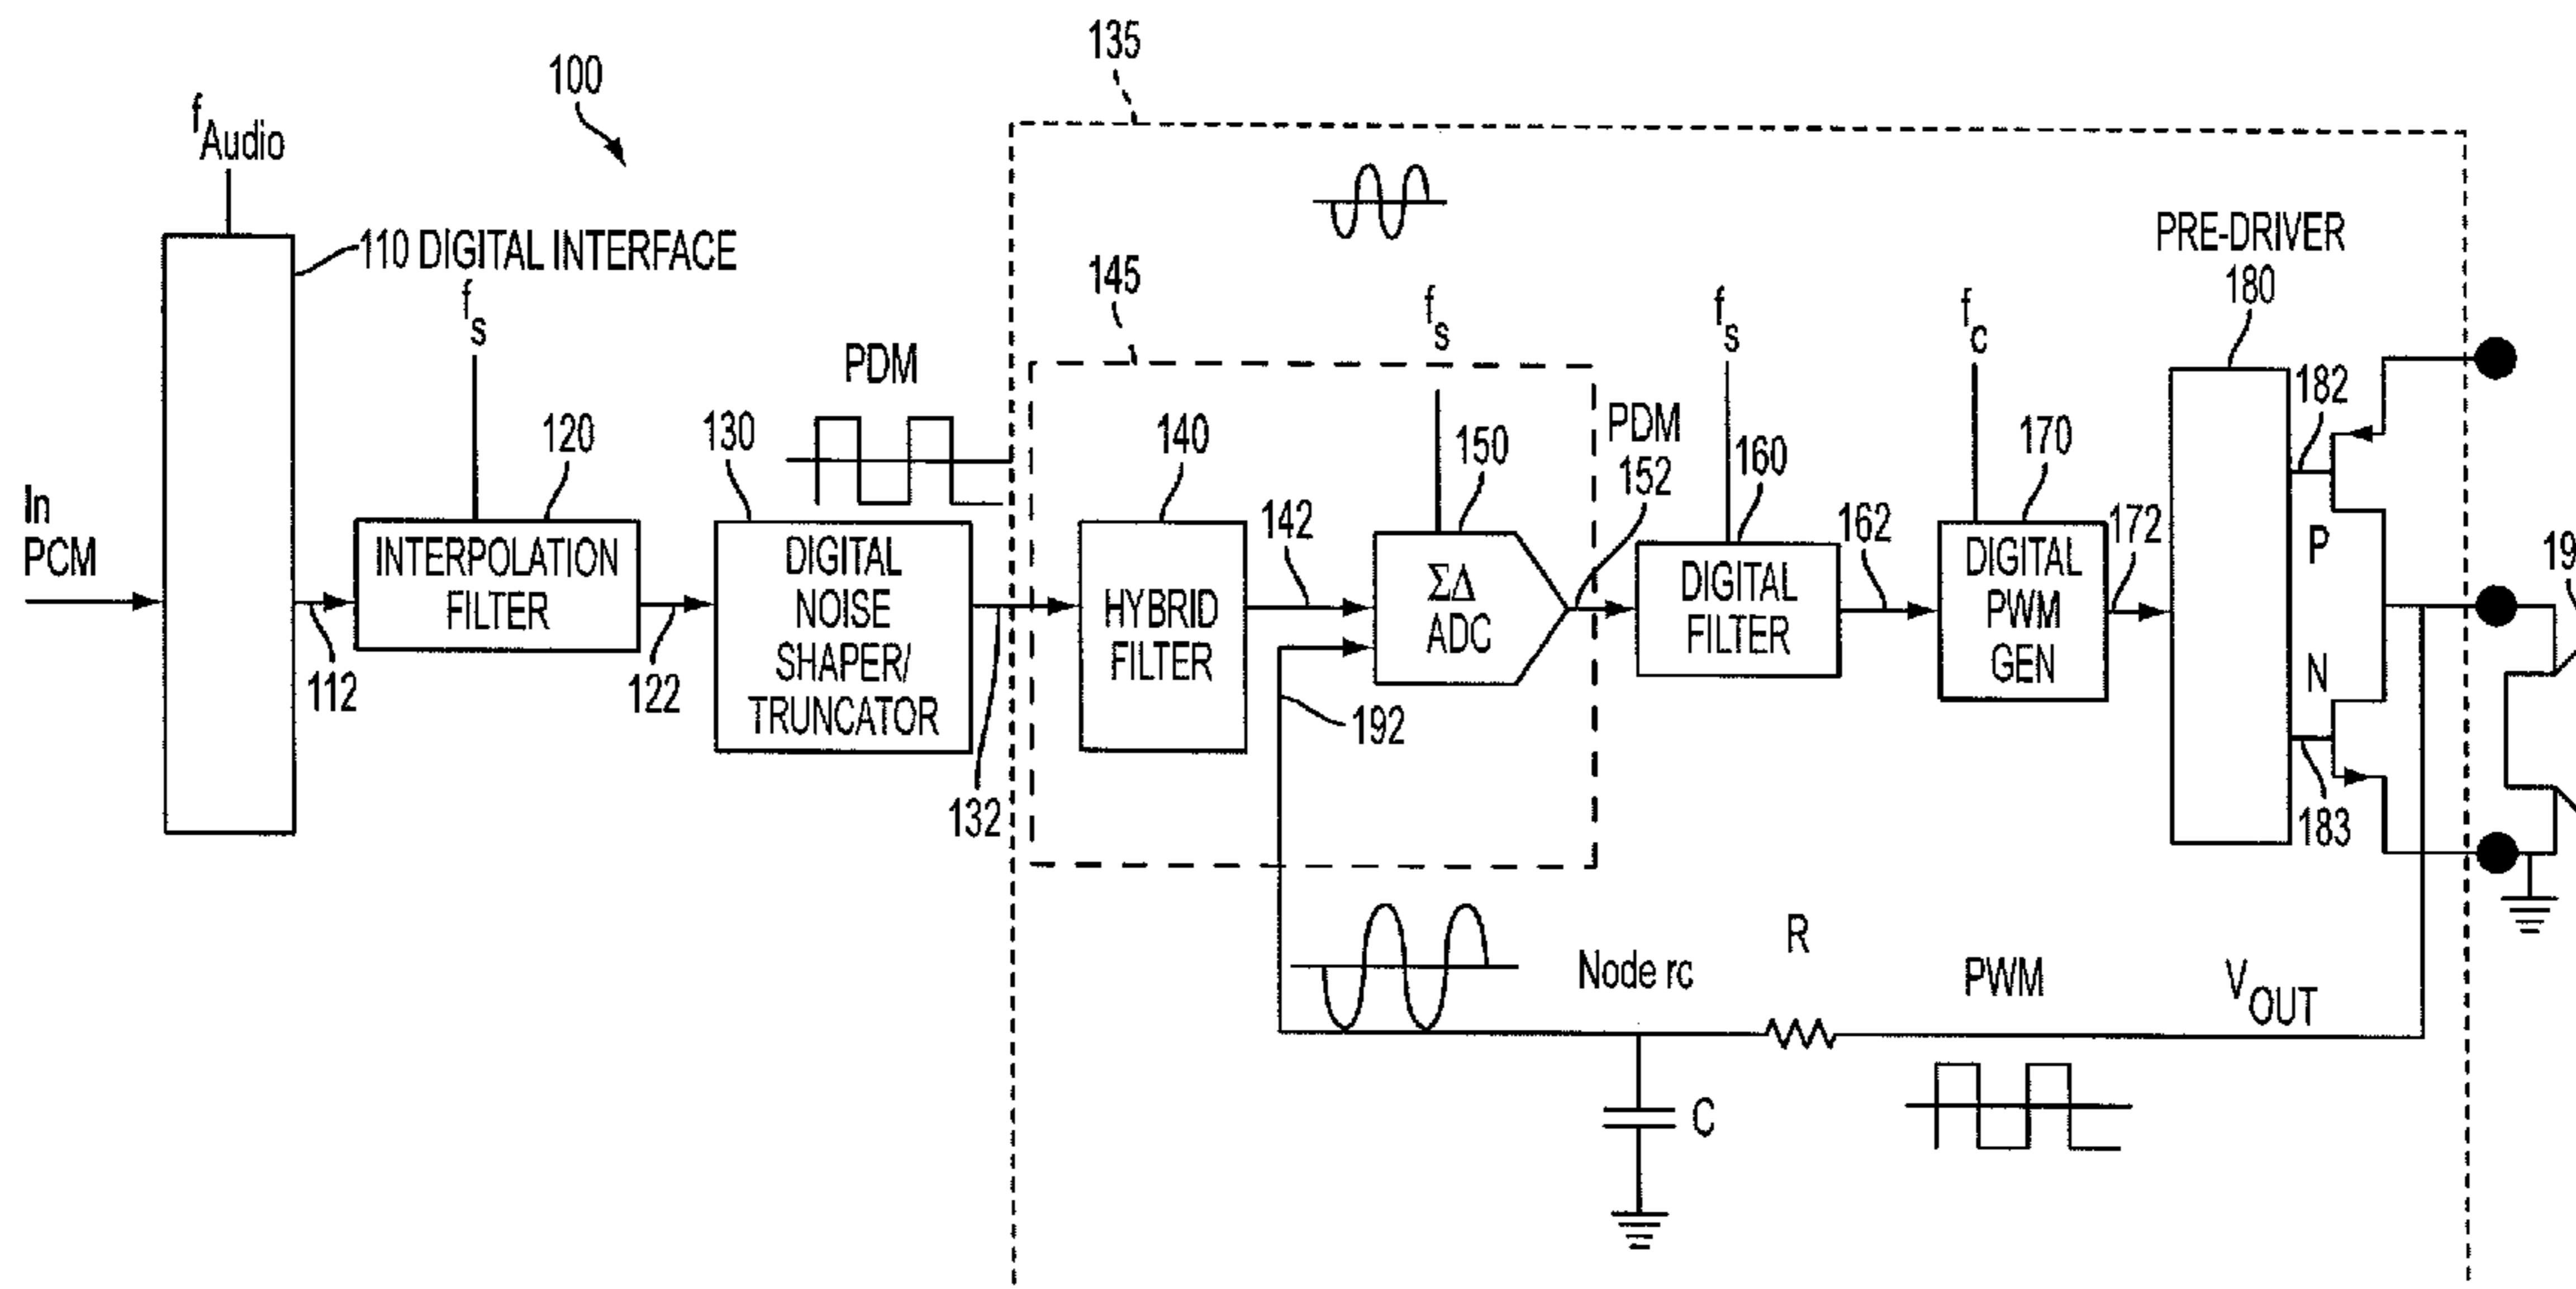 135
100
f Audio
110 DIGITAL INTERFACE
PRE-DRIVER
180
145
f s
f s
f s
f c
PDM
182
120
130
140
150
PDM
152
160
170
In
PCM
142
162
172
INTERPOLATION
FILTER
DIGITAL
NOISE
SHAPER/
TRUNCATOR
HYBRID
FILTER
ΣΔ
ADC
DIGITAL
FILTER
DIGITAL
PWM
GEN
P
N
112
122
192
132
183
R
Node rc
PWM
V OUT
C